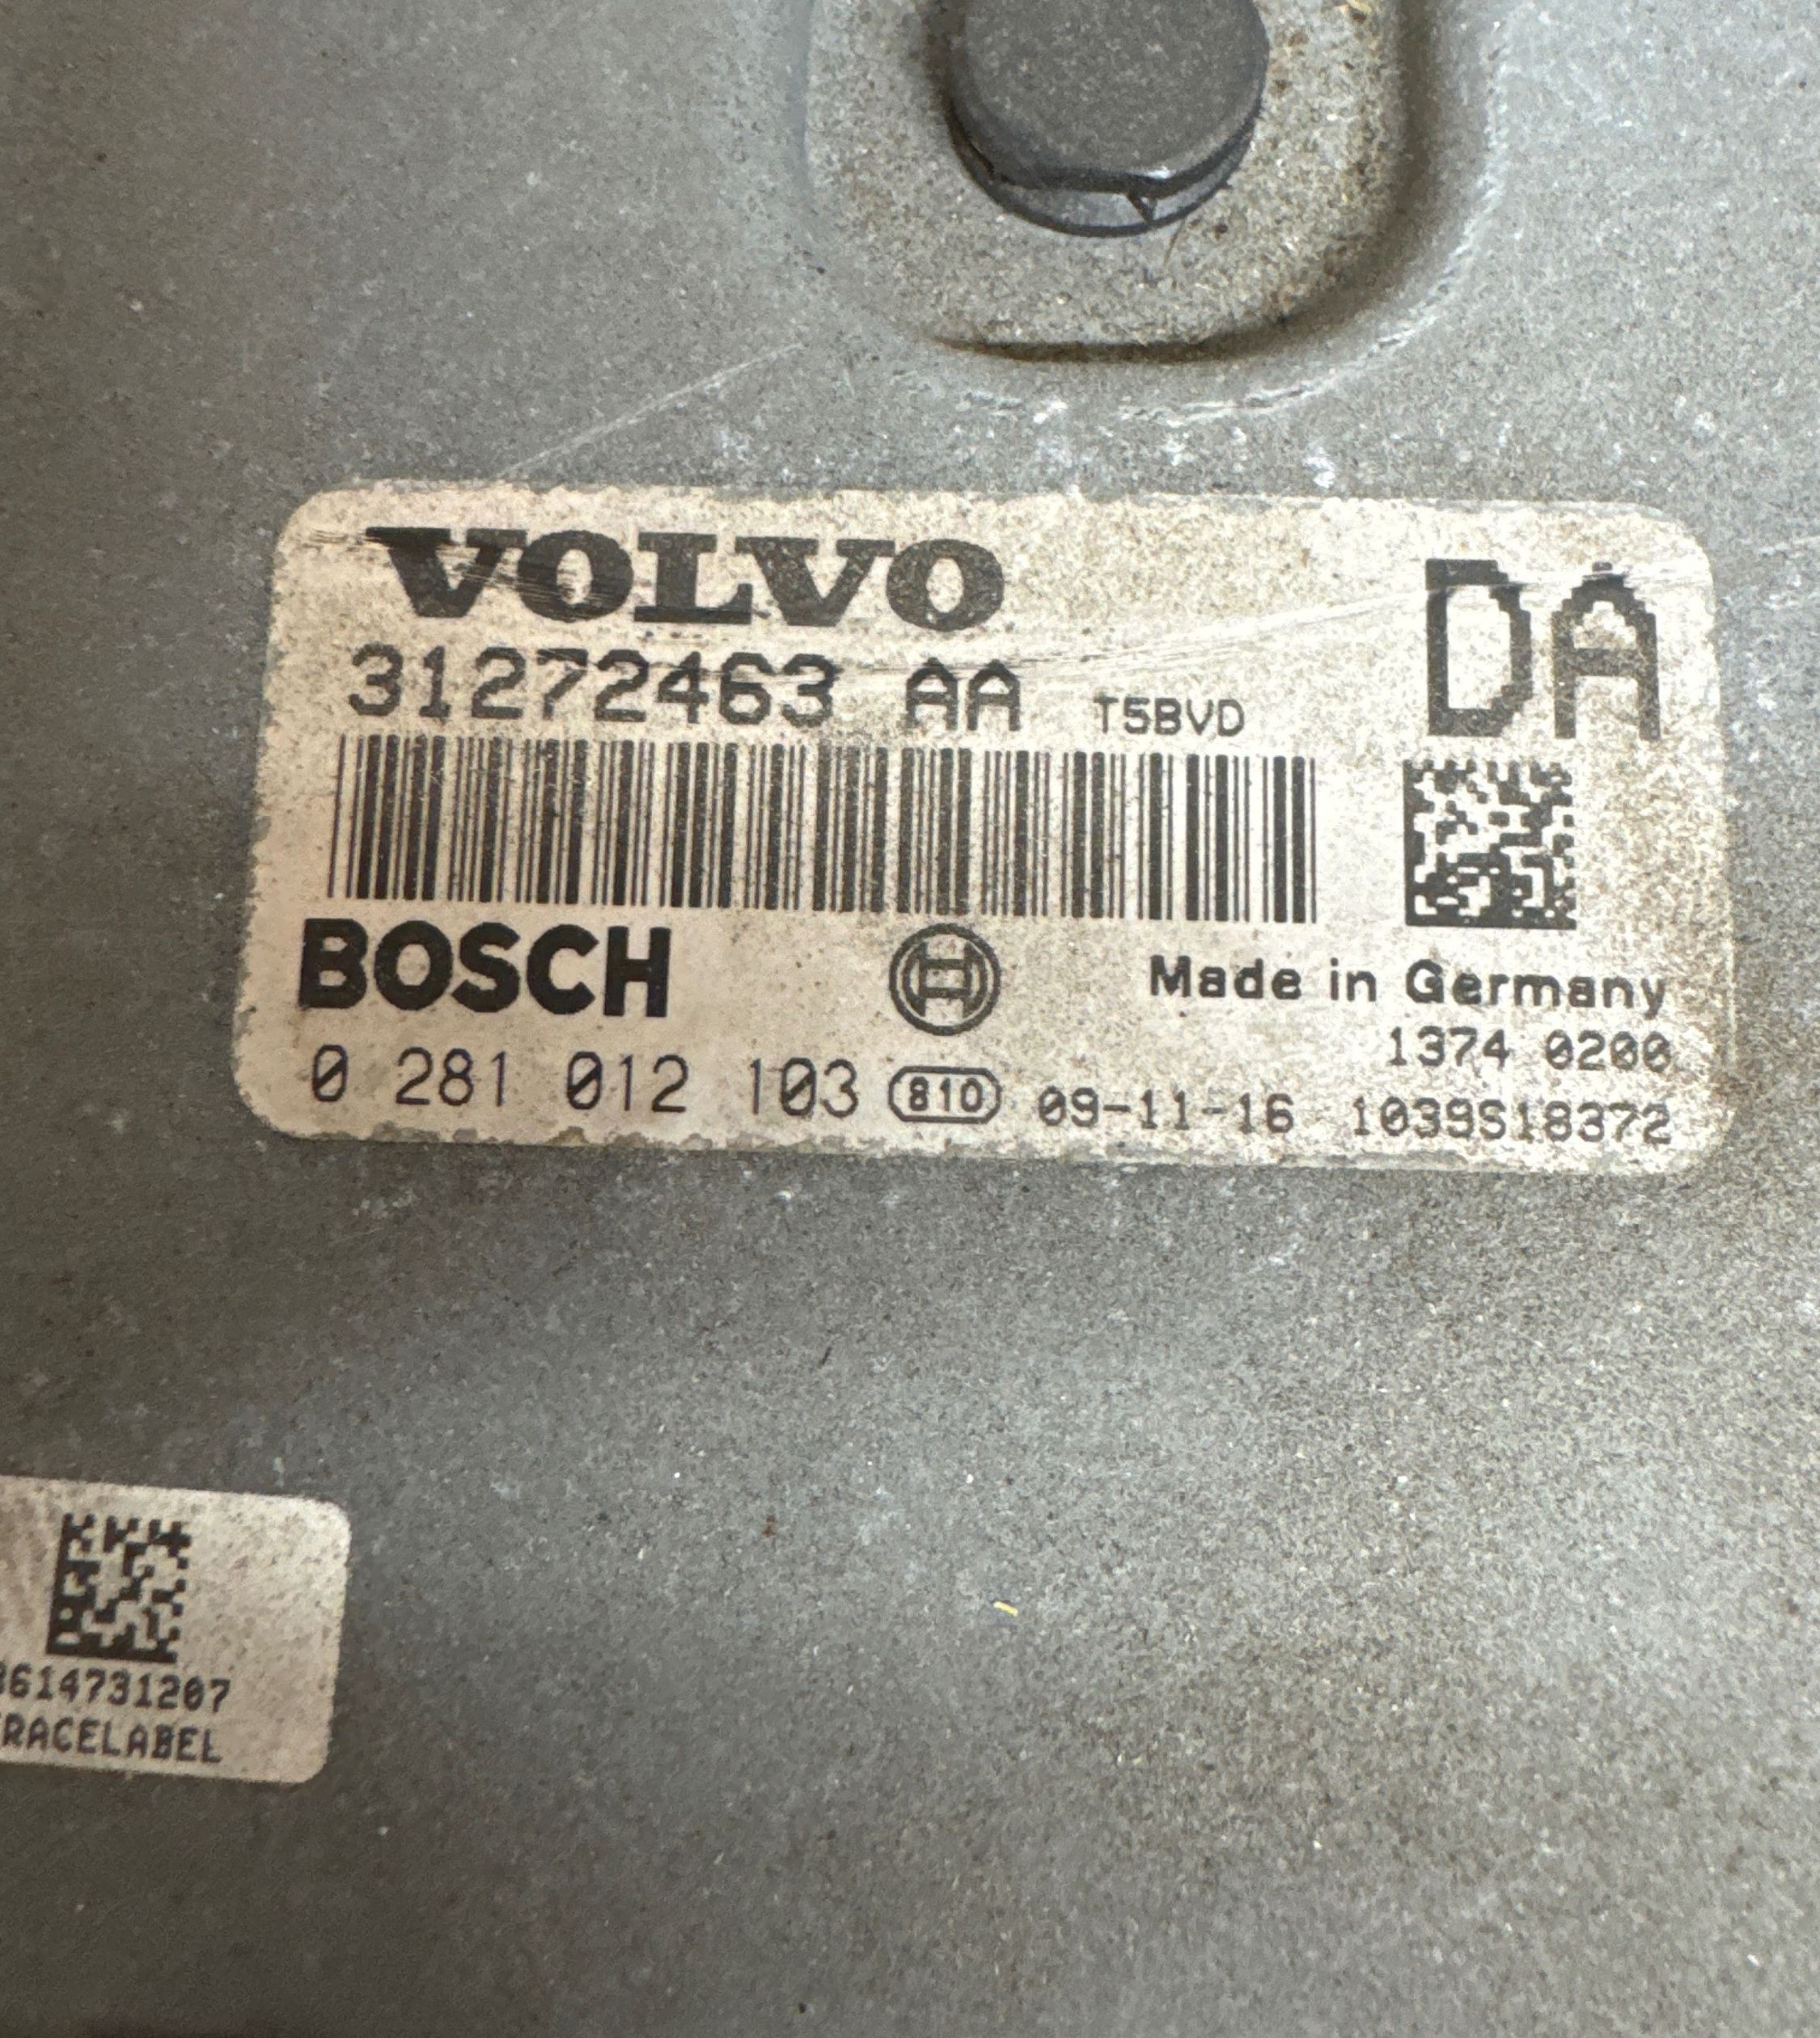 VOLVO
DA
31272463 AA T5BVD
BOSCH
Made in Germany
1374 0200
0 281 012 103 810 09-11-16 1039S18372
614731207
RACELABEL